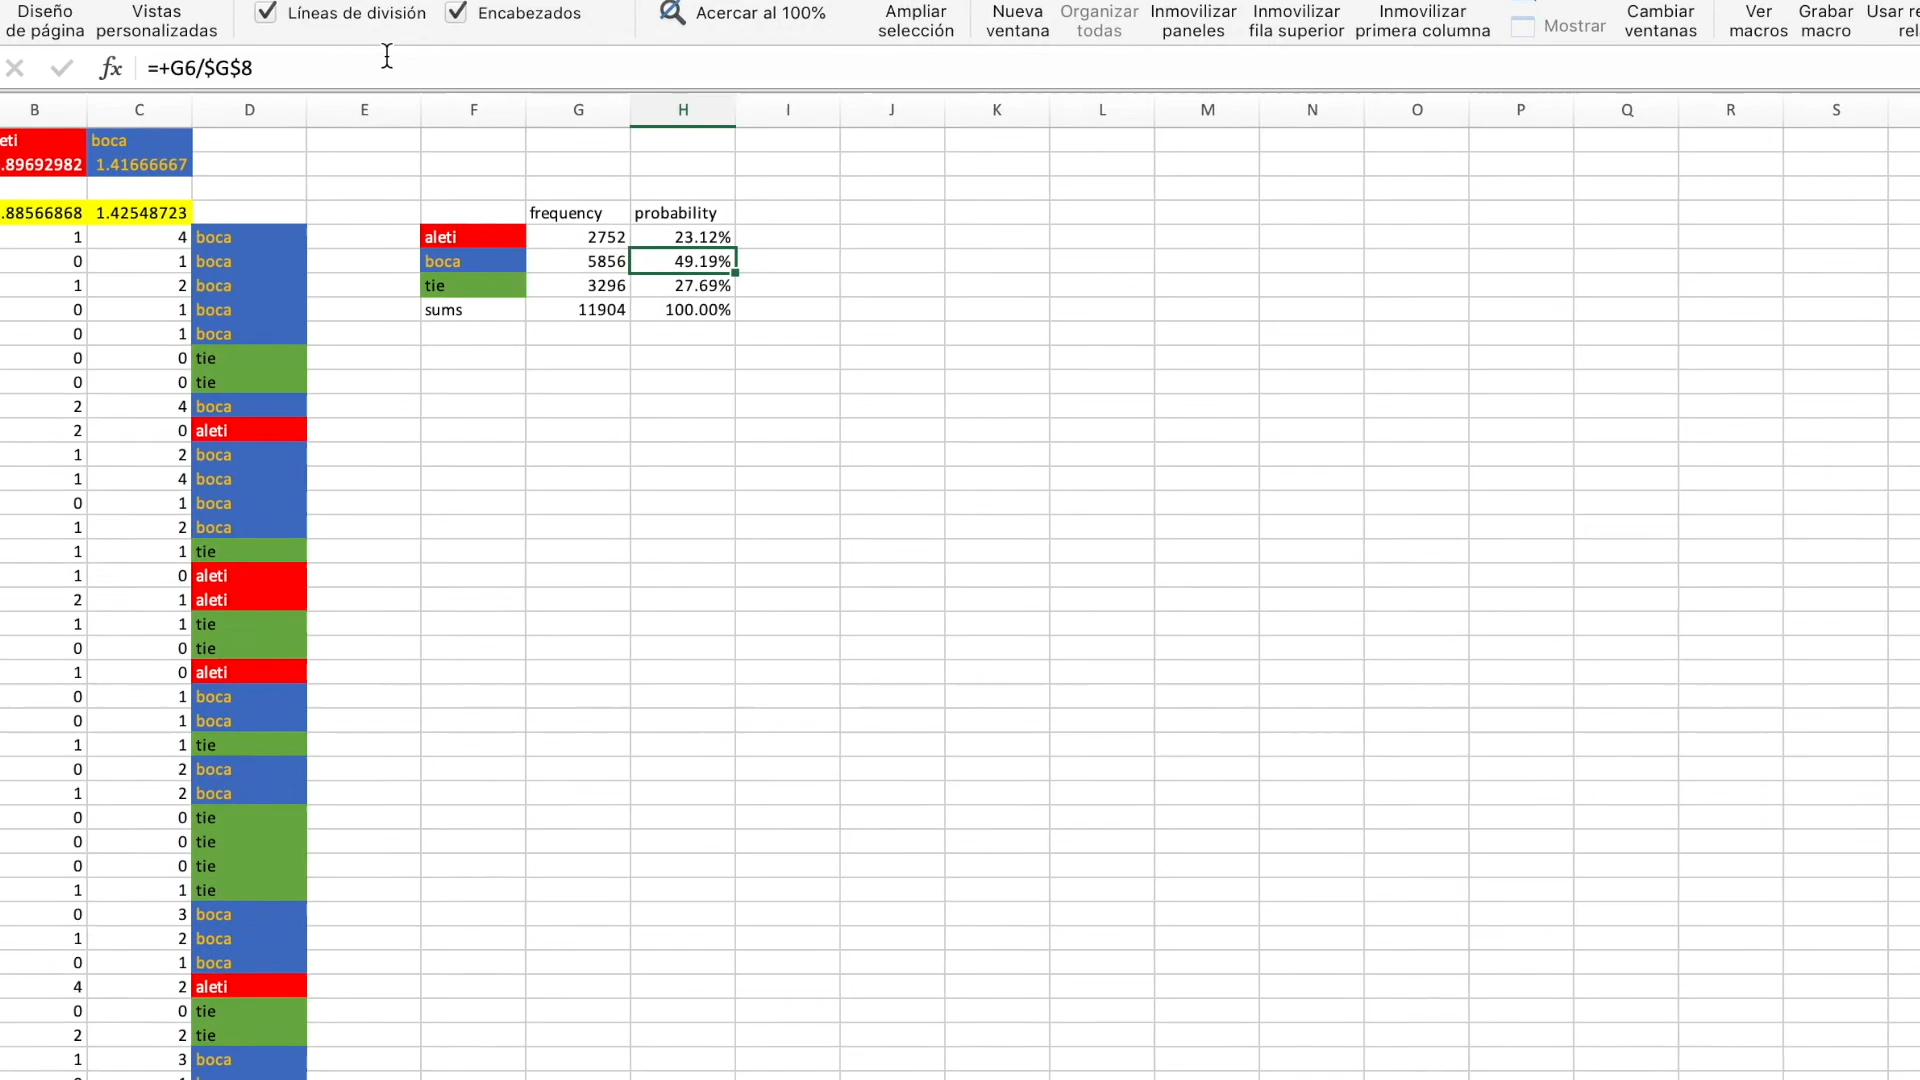 Diseño de página Vistas personalizadas Líneas de división Encabezados Acercar al 100% Ampliar selección Nueva ventana Organizar todas Inmovilizar paneles Inmovilizar fila superior Inmovilizar primera columna Mostrar Cambiar ventanas Ver macros Grabar macro Usar
fx =+G6/$G$8
B C D E F G H I J K L M N O P Q R S
eti boca
.89692982 1.41666667
.88566868 1.42548723 frequency probability
1 4 boca aleti 2752 23.12%
0 1 boca boca 5856 49.19%
1 2 boca tie 3296 27.69%
0 1 boca sums 11904 100.00%
0 1 boca
0 0 tie
0 0 tie
2 4 boca
2 0 aleti
1 2 boca
1 4 boca
0 1 boca
1 2 boca
1 1 tie
1 0 aleti
2 1 aleti
1 1 tie
0 0 tie
1 0 aleti
0 1 boca
0 1 boca
1 1 tie
0 2 boca
1 2 boca
0 0 tie
0 0 tie
0 0 tie
1 1 tie
0 3 boca
1 2 boca
0 1 boca
4 2 aleti
0 0 tie
2 2 tie
1 3 boca